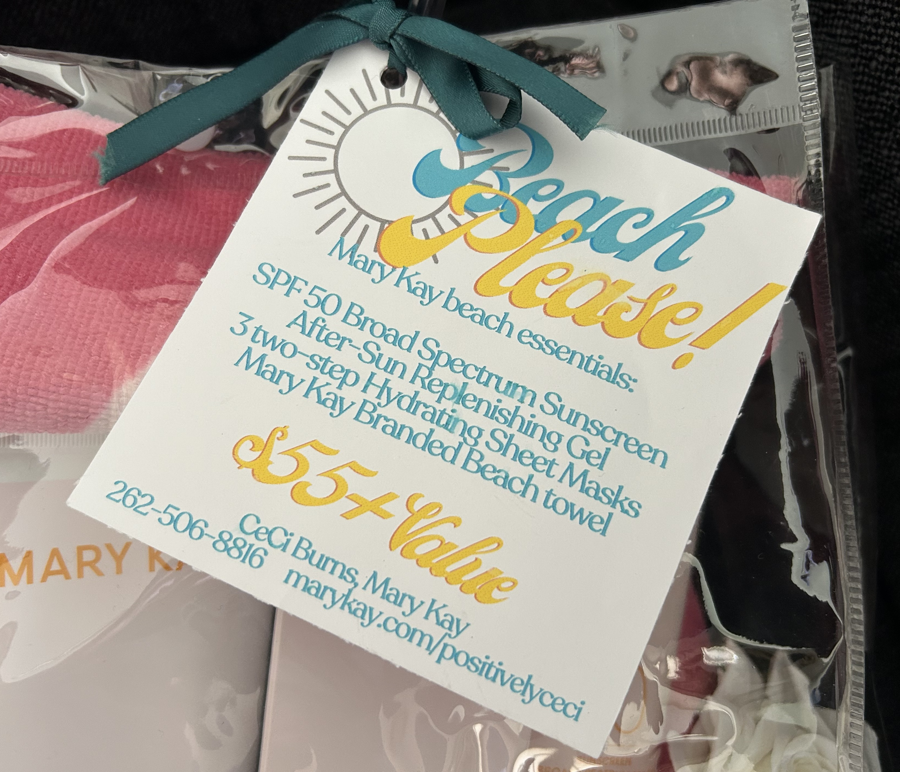 Beach
Please!
Mary Kay beach essentials:
SPF 50 Broad Spectrum Sunscreen
After-Sun Replenishing Gel
3 two-step Hydrating Sheet Masks
Mary Kay Branded Beach towel
$55+ Value
CeCi Burns, Mary Kay
262-506-8816 marykay.com/positivelyceci
MARY